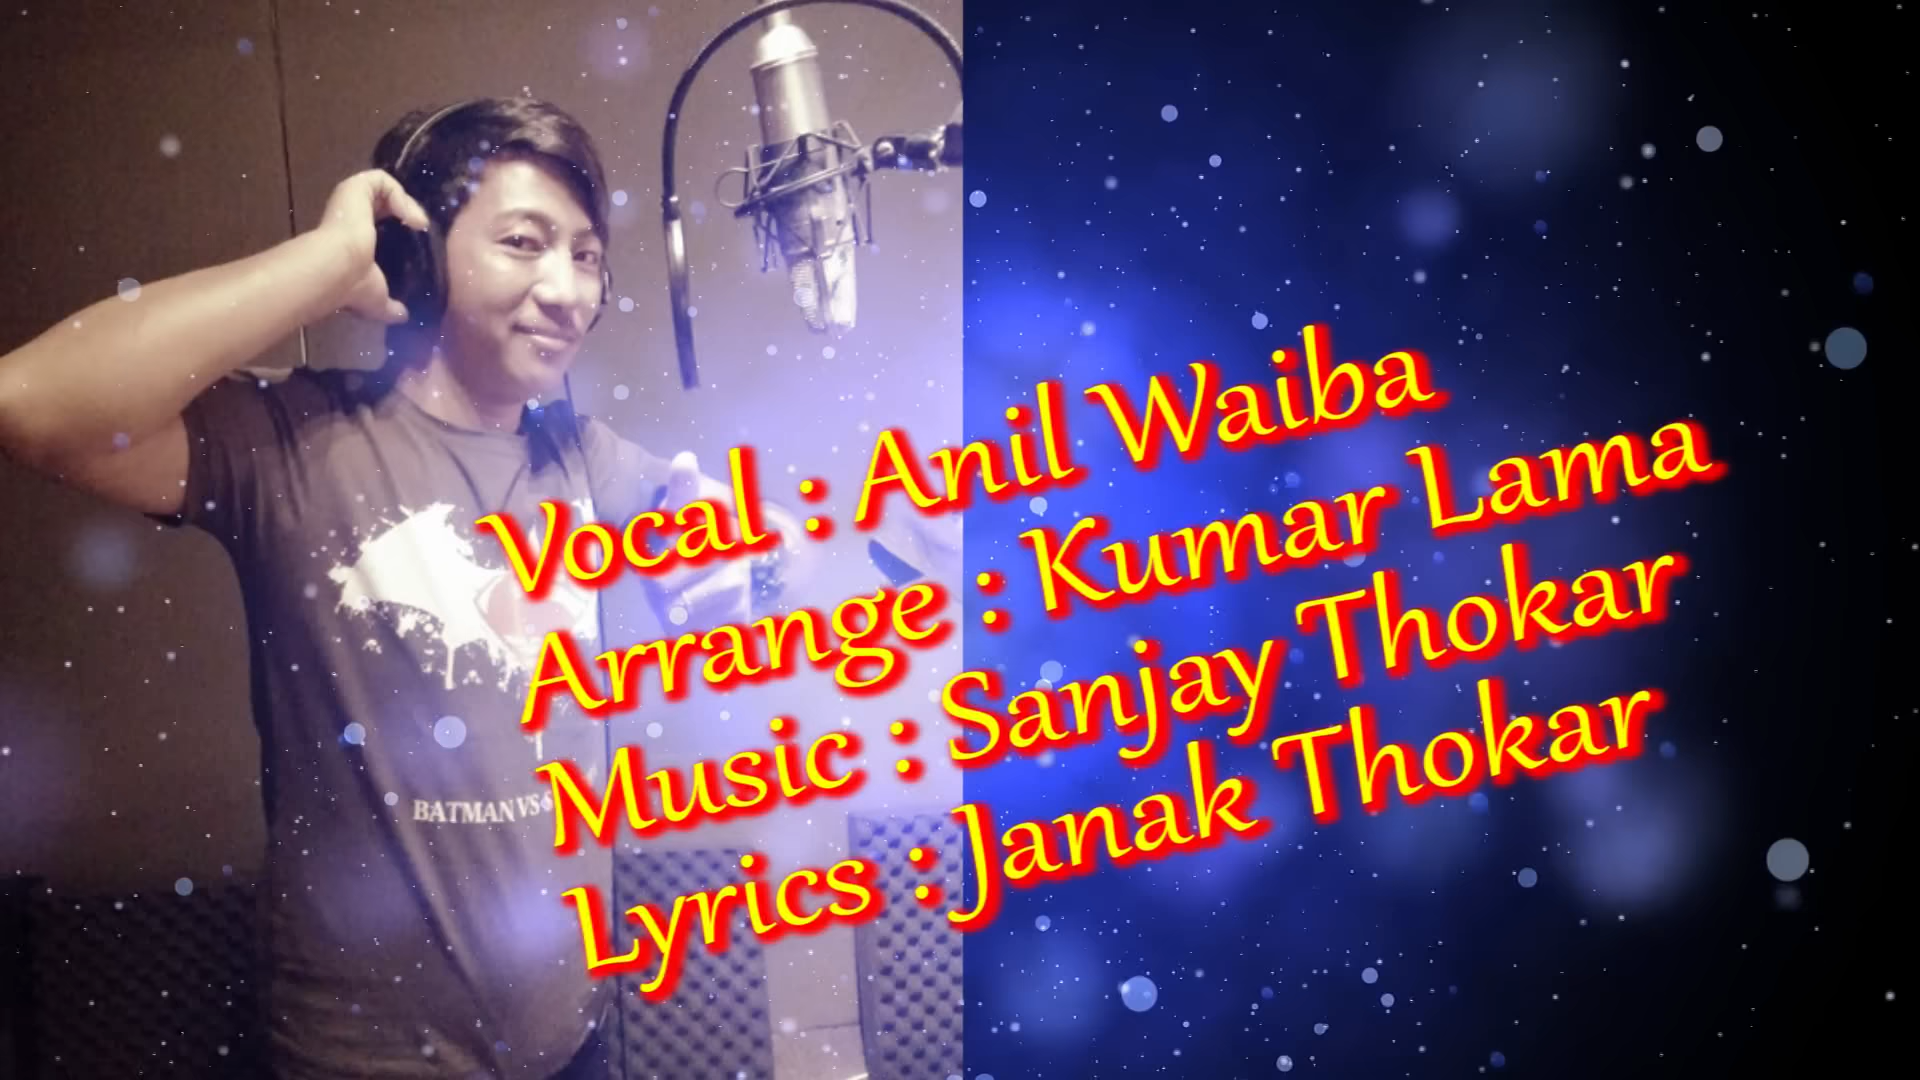 Vocal : Anil Waiba
Arrange : Kumar Lama
Music : Sanjay Thokar
Lyrics : Janak Thokar
BATMAN VS